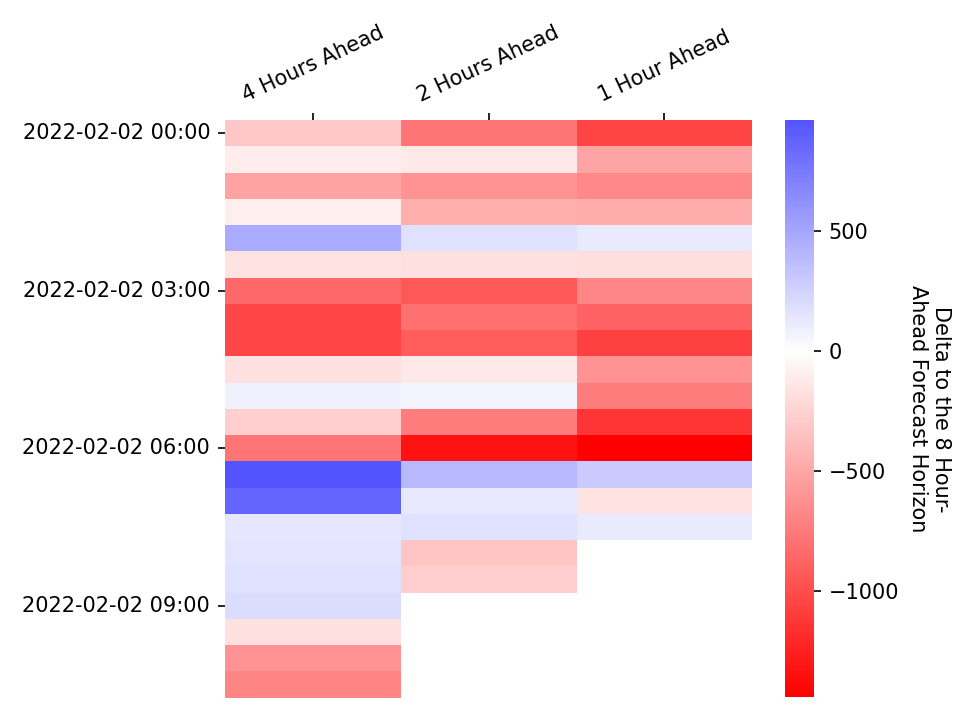 4 Hours Ahead
2 Hours Ahead
1 Hour Ahead
2022-02-02 00:00
2022-02-02 03:00
2022-02-02 06:00
2022-02-02 09:00
500
0
−500
−1000
Delta to the 8 Hour-
Ahead Forecast Horizon